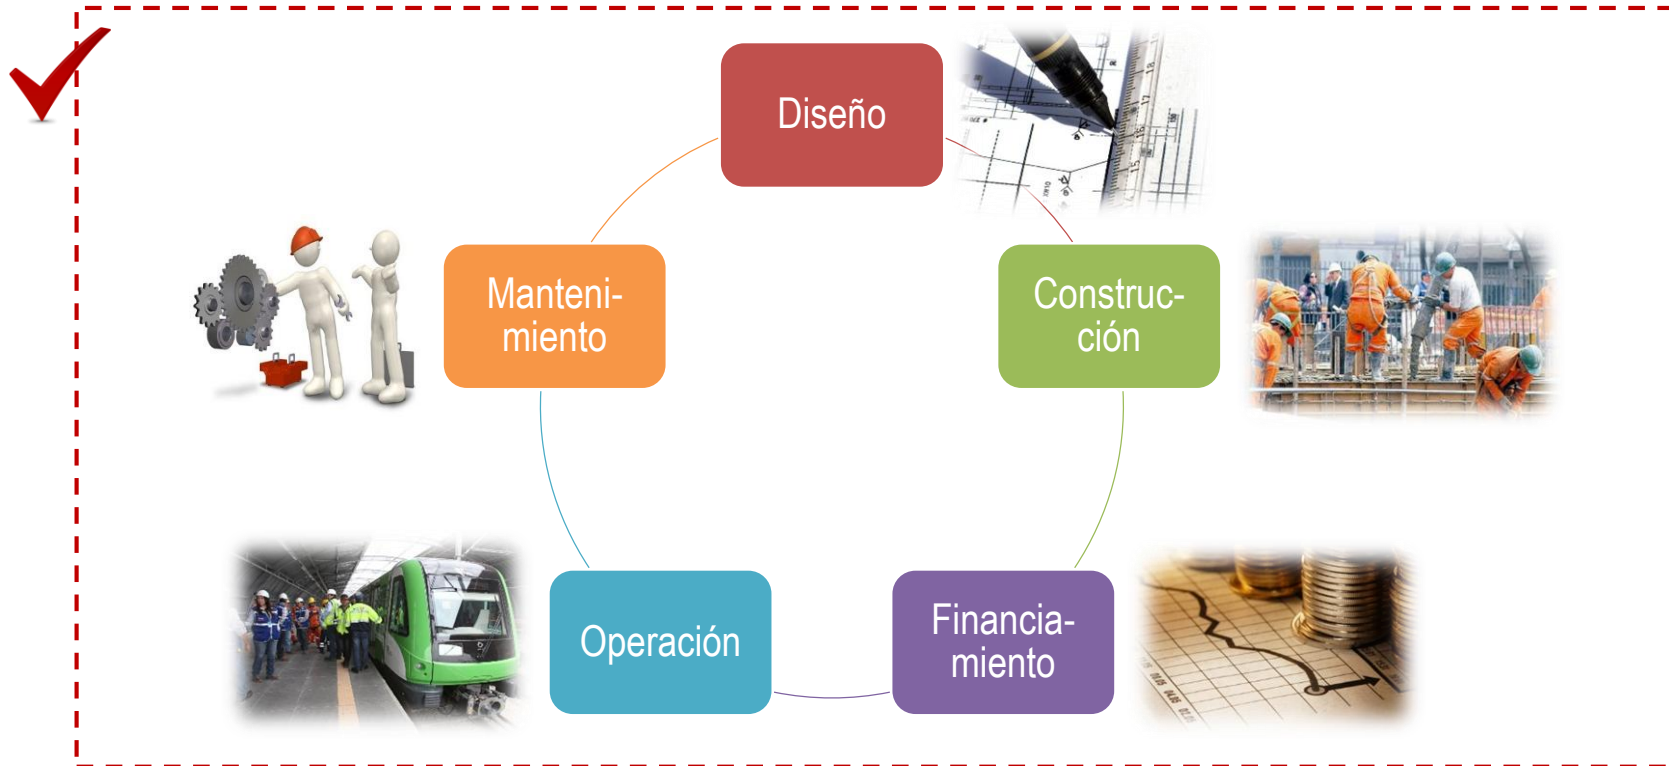 Diseño
Manteni-
miento
Construc-
ción
Operación
Financia-
miento